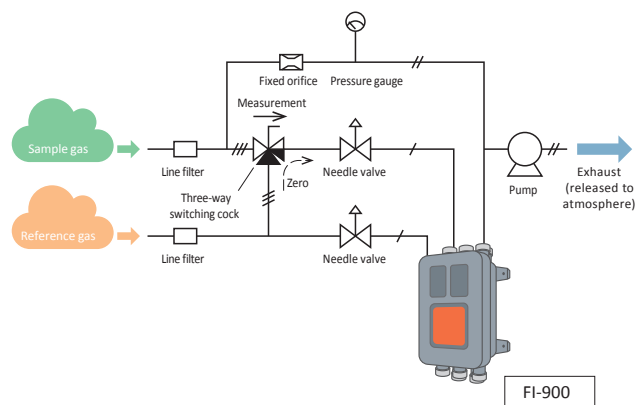 Fixed orifice
Pressure gauge
Measurement
Sample gas
Line filter
Zero
Needle valve
Three-way
switching cock
Pump
Exhaust
(released to
atmosphere)
Reference gas
Line filter
Needle valve
FI-900